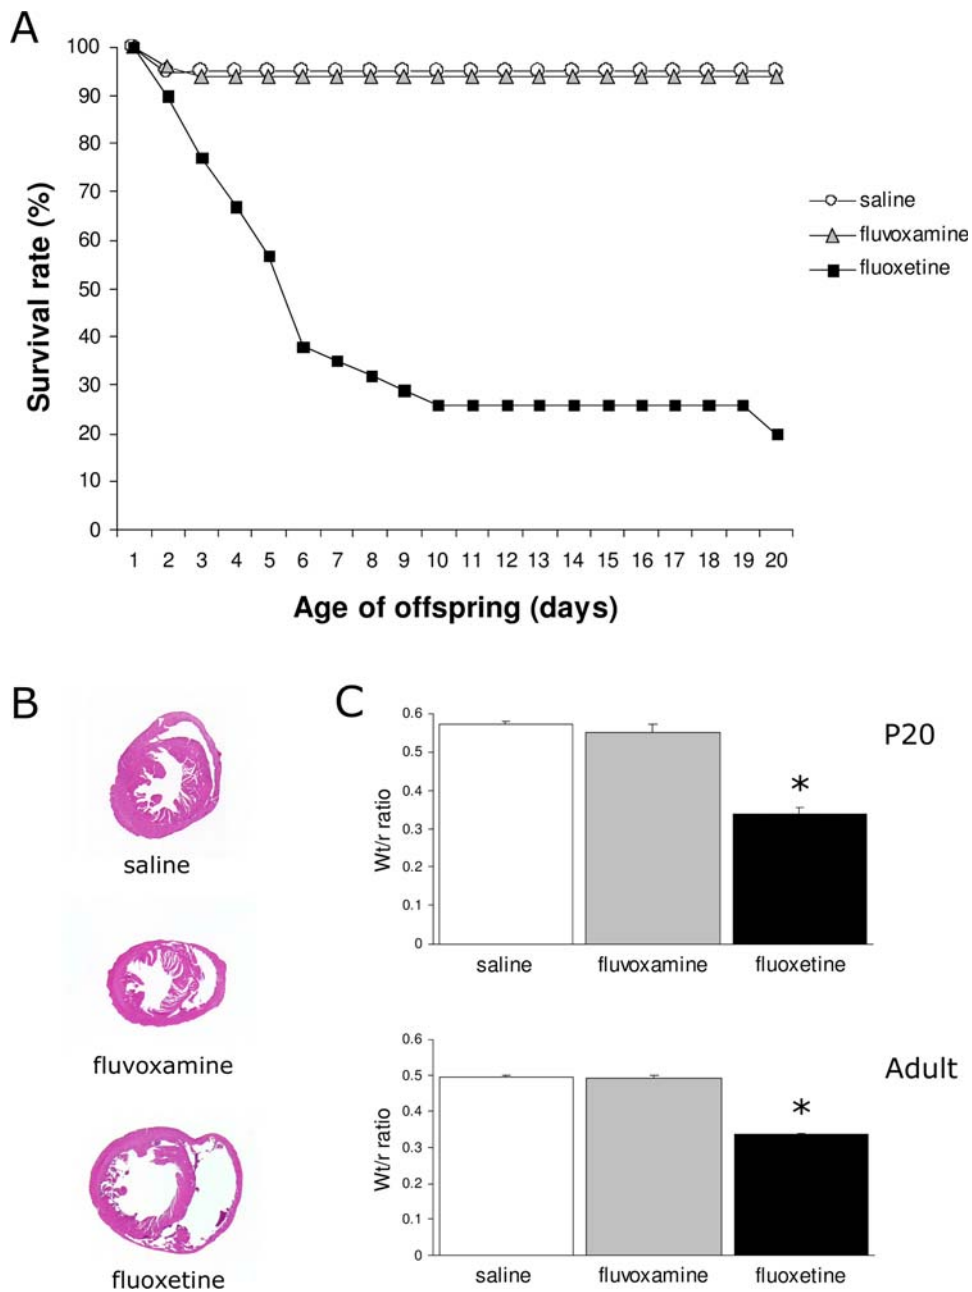 A
100
90
80
70
60
50
40
30
20
10
0
Survival rate (%)
1 2 3 4 5 6 7 8 9 10 11 12 13 14 15 16 17 18 19 20
Age of offspring (days)
saline
fluvoxamine
fluoxetine
B
saline
fluvoxamine
fluoxetine
C
P20
0.6
0.5
0.4
0.3
0.2
0.1
0
Wt/r ratio
*
saline fluvoxamine fluoxetine
Adult
0.6
0.5
0.4
0.3
0.2
0.1
0
Wt/r ratio
*
saline fluvoxamine fluoxetine